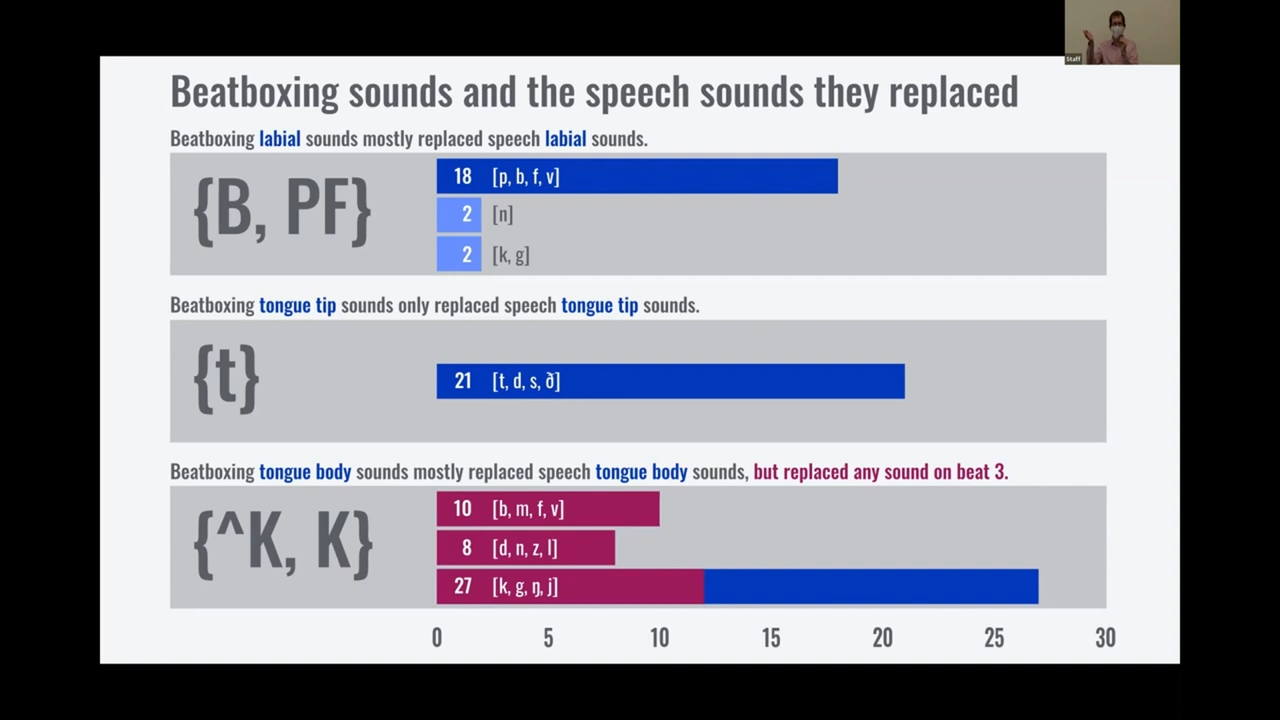 Staff
Beatboxing sounds and the speech sounds they replaced
Beatboxing labial sounds mostly replaced speech labial sounds.
{B, PF}
18 [p, b, f, v]
2 [n]
2 [k, g]
Beatboxing tongue tip sounds only replaced speech tongue tip sounds.
{t}
21 [t, d, s, ð]
Beatboxing tongue body sounds mostly replaced speech tongue body sounds, but replaced any sound on beat 3.
{^K, K}
10 [b, m, f, v]
8 [d, n, z, l]
27 [k, g, ŋ, j]
0 5 10 15 20 25 30